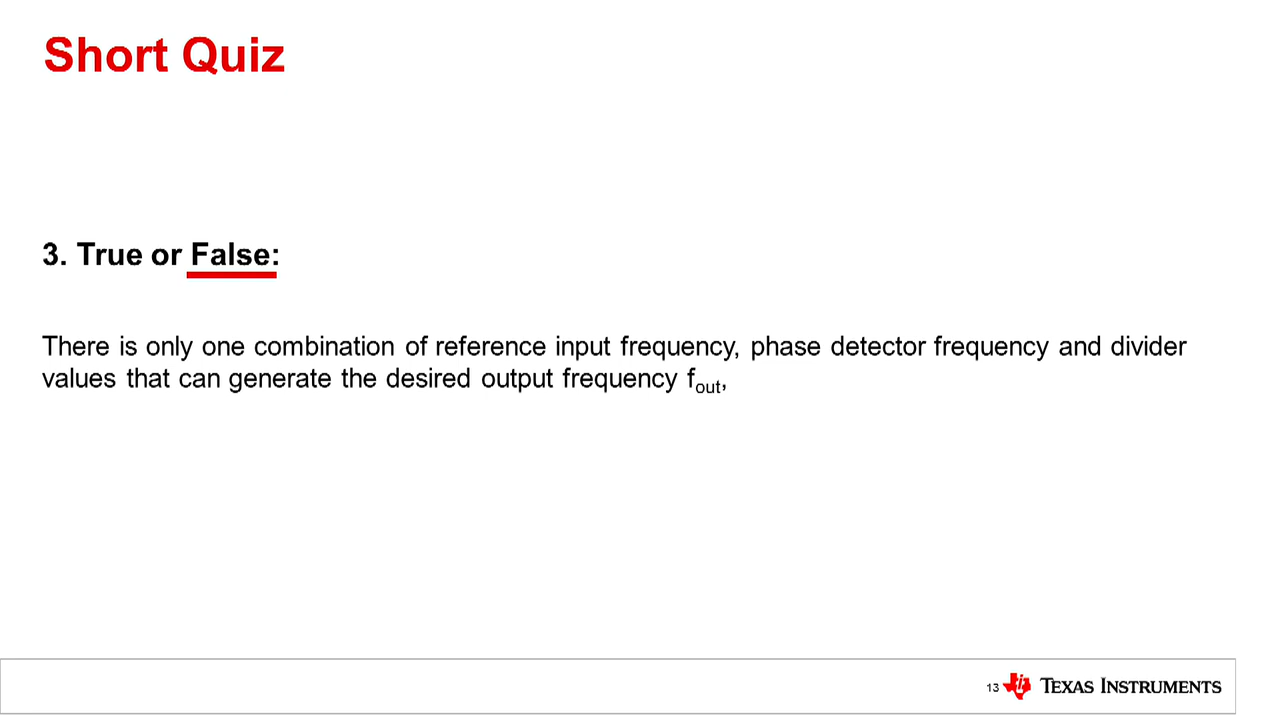 Short Quiz
3. True or False:
There is only one combination of reference input frequency, phase detector frequency and divider
values that can generate the desired output frequency fout,
13 TEXAS INSTRUMENTS